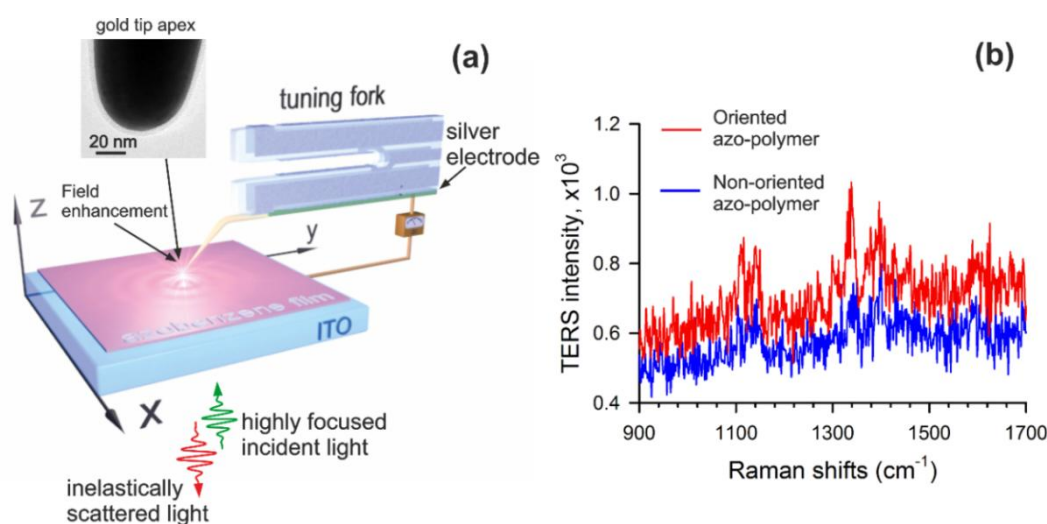 gold tip apex
(a)
20 nm
tuning fork
silver
electrode
Field
enhancement
z
y
azobenzene film
ITO
x
highly focused
incident light
inelastically
scattered light
(b)
Oriented
azo-polymer
Non-oriented
azo-polymer
TERS intensity, x10³
1.2
1.0
0.8
0.6
0.4
900
1100
1300
1500
1700
Raman shifts (cm⁻¹)